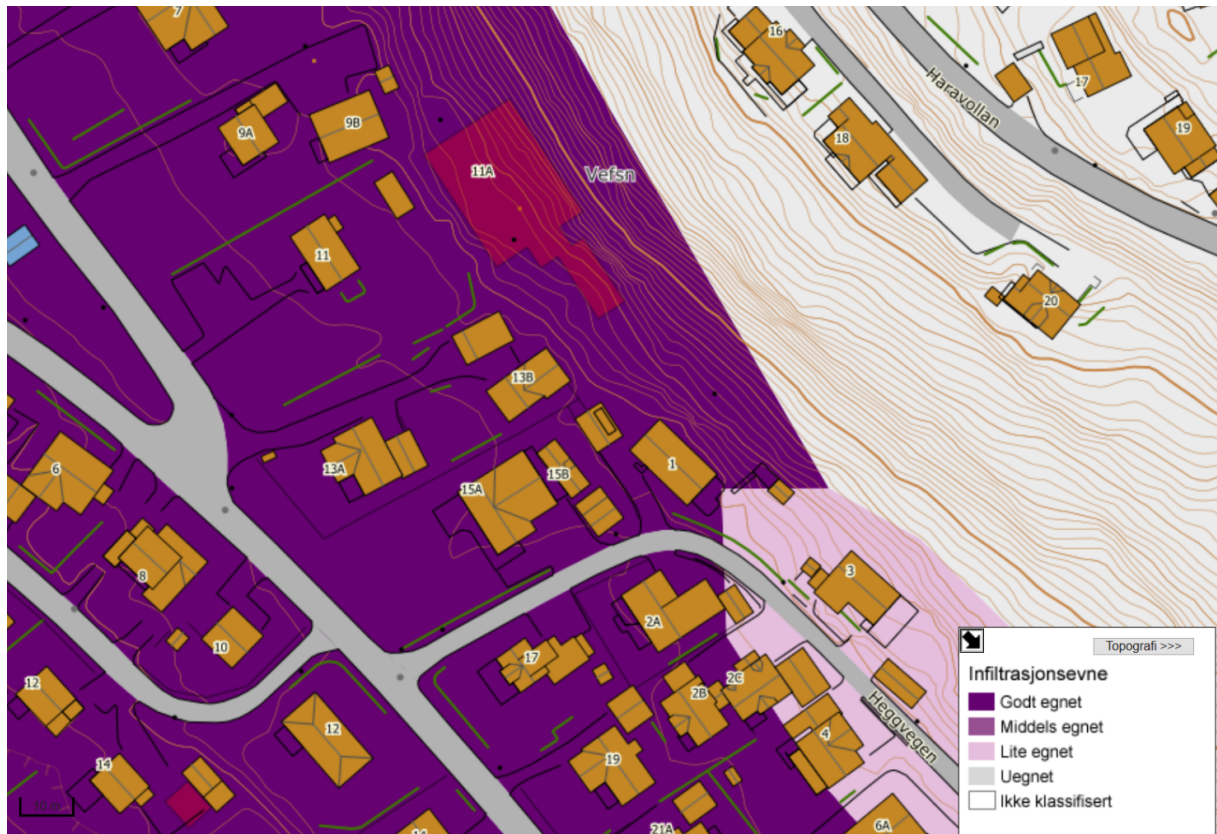 7
16
17
Haravollan
9A
9B
18
19
11A
Vefsn
11
20
13B
6
13A
15A
15B
1
8
3
2A
10
17
12
2B
2C
Heggvegen
12
4
14
19
10 m
14
21A
6A
Topografi >>>
Infiltrasjonsevne
Godt egnet
Middels egnet
Lite egnet
Uegnet
Ikke klassifisert